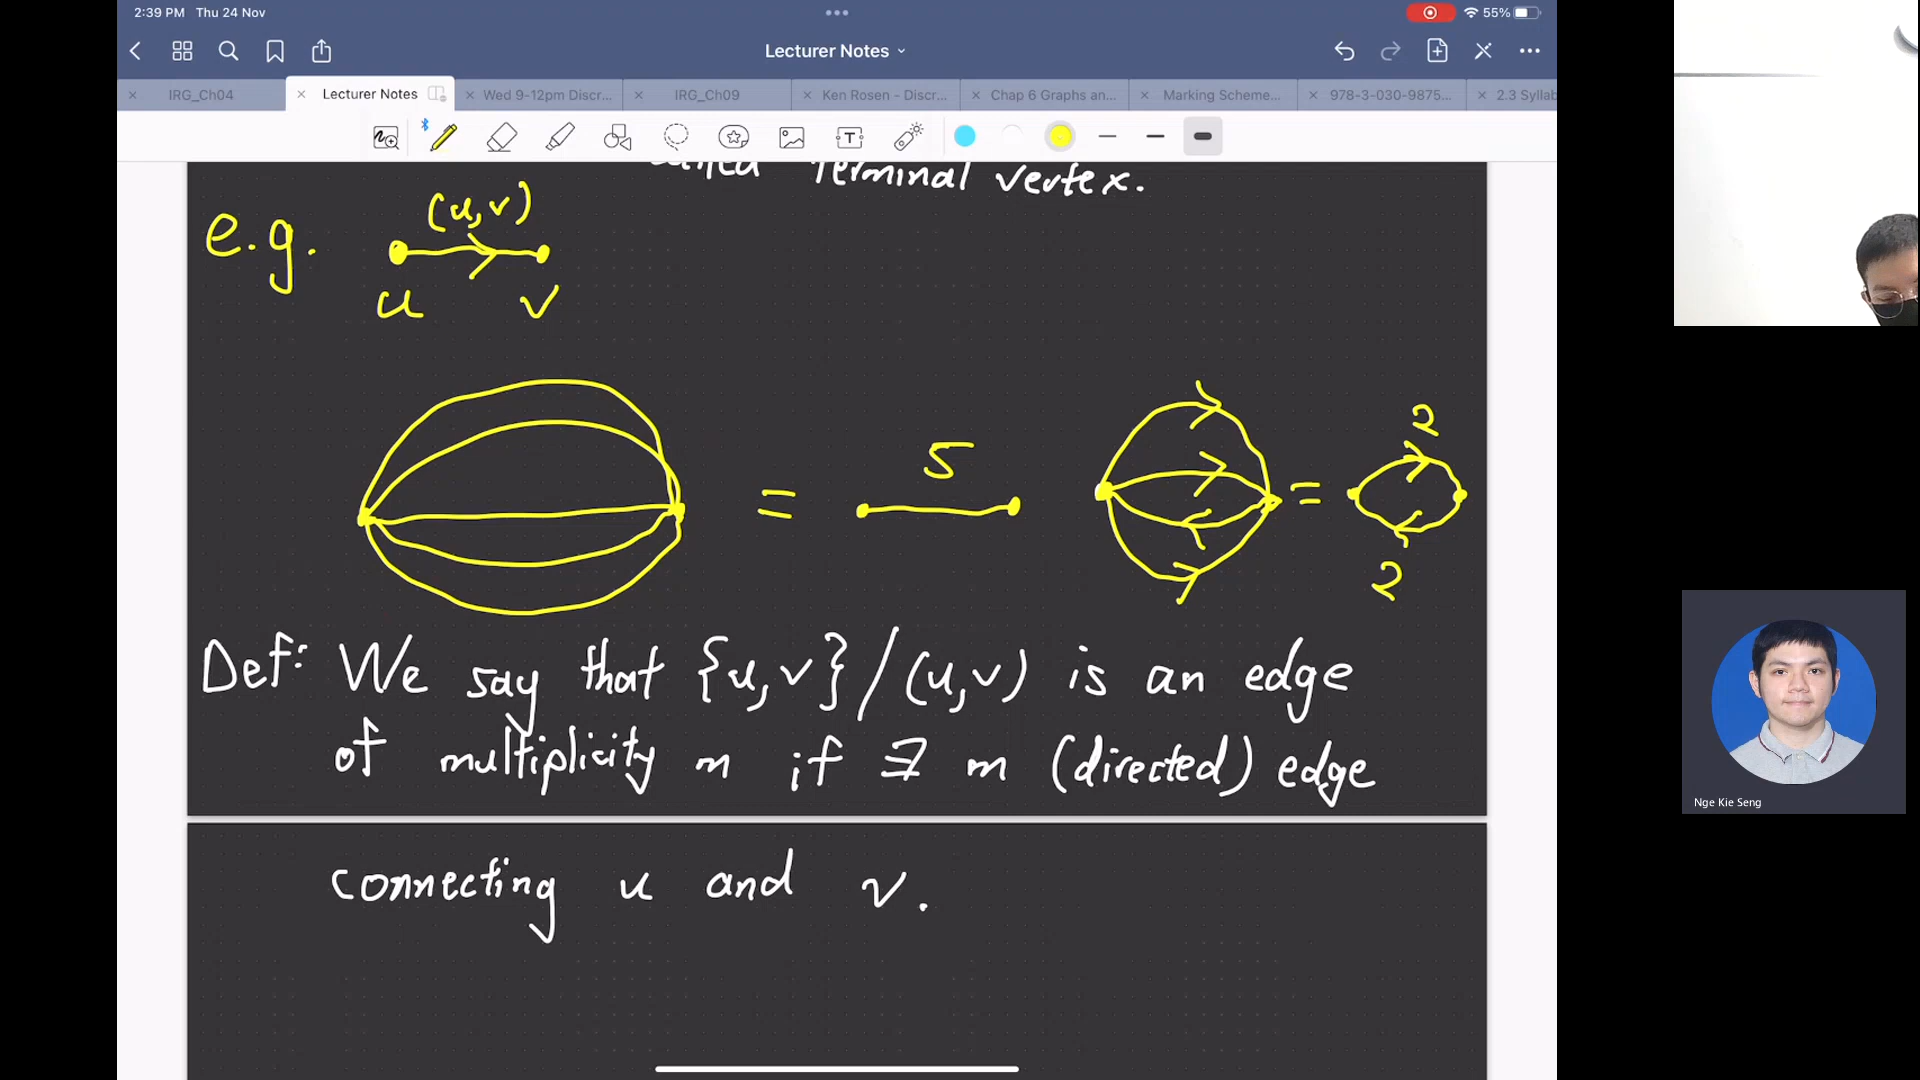 2:39 PM Thu 24 Nov
55%
Lecturer Notes
IRG_Ch04
Lecturer Notes
Wed 9-12pm Discr...
IRG_Ch09
Ken Rosen - Discr...
Chap 6 Graphs an...
Marking Scheme...
978-3-030-9875...
2.3 Syllab
called Terminal vertex.
e.g.
(u,v)
u v
= 5
= 2
2
Def: We say that {u,v}/(u,v) is an edge
of multiplicity m if ∃ m (directed) edge
connecting u and v.
Nge Kie Seng